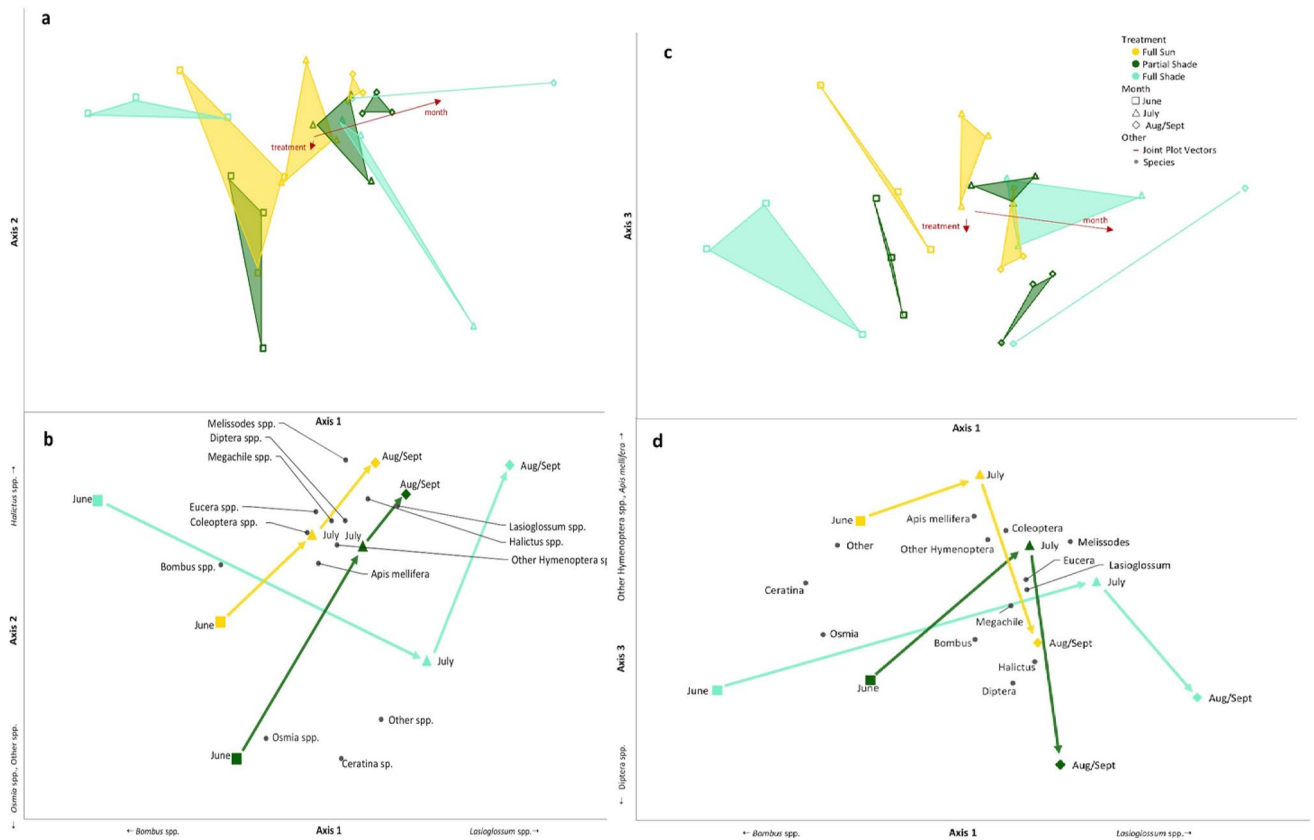 a
month
treatment
Axis 2
Axis 1
c
Treatment
Full Sun
Partial Shade
Full Shade
Month
June
July
Aug/Sept
Other
Joint Plot Vectors
Species
month
treatment
Axis 3
Axis 1
b
Melissodes spp.
Diptera spp.
Megachile spp.
Aug/Sept
Aug/Sept
Aug/Sept
June
Eucera spp.
Coleoptera spp.
July
July
Lasioglossum spp.
Halictus spp.
Other Hymenoptera sp
Bombus spp.
Apis mellifera
June
July
Other spp.
Osmia spp.
June
Ceratina sp.
Halictus spp. →
Axis 2
← Osmia spp., Other spp.
← Bombus spp.
Axis 1
Lasioglossum spp.→
d
July
June
Apis mellifera
Coleoptera
Other
Other Hymenoptera
July
Melissodes
Eucera
Lasioglossum
Ceratina
July
Megachile
Osmia
Bombus
Aug/Sept
Halictus
June
June
Diptera
Aug/Sept
Aug/Sept
Other Hymenoptera spp., Apis mellifera →
Axis 3
← Diptera spp.
← Bombus spp.
Axis 1
Lasioglossum spp.→